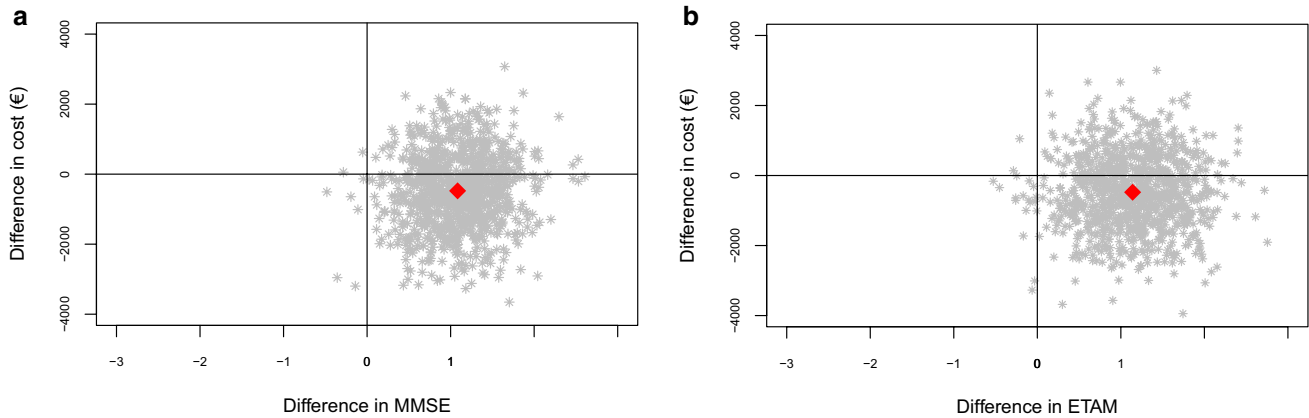 a
Difference in cost (€)
4000
2000
0
−2000
−4000
−3 −2 −1 0 1
Difference in MMSE
b
Difference in cost (€)
4000
2000
0
−2000
−4000
−3 −2 −1 0 1
Difference in ETAM